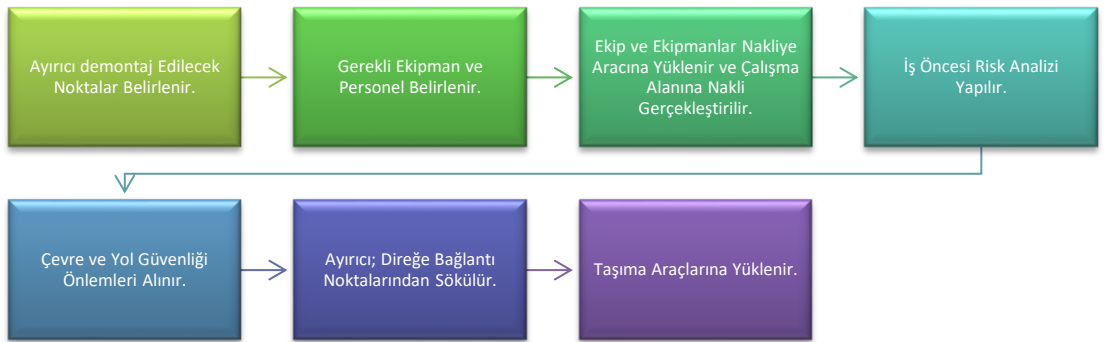 Ayırıcı demontaj Edilecek
Noktalar Belirlenir.
Gerekli Ekipman ve
Personel Belirlenir.
Ekip ve Ekipmanlar Nakliye
Aracına Yüklenir ve Çalışma
Alanına Nakli
Gerçekleştirilir.
İş Öncesi Risk Analizi
Yapılır.
Çevre ve Yol Güvenliği
Önlemleri Alınır.
Ayırıcı; Direğe Bağlantı
Noktalarından Sökülür.
Taşıma Araçlarına Yüklenir.